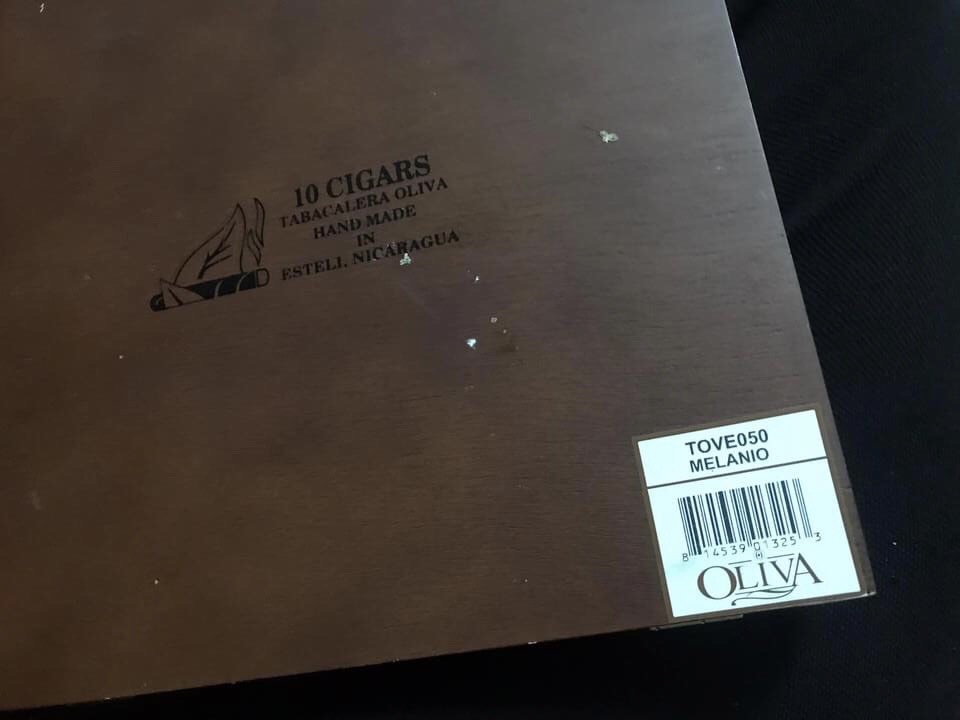 10 CIGARS
TABACALERA OLIVA
HAND MADE
IN
ESTELI, NICARAGUA
TOVE050
MELANIO
8 14539 01325 3
OLIVA